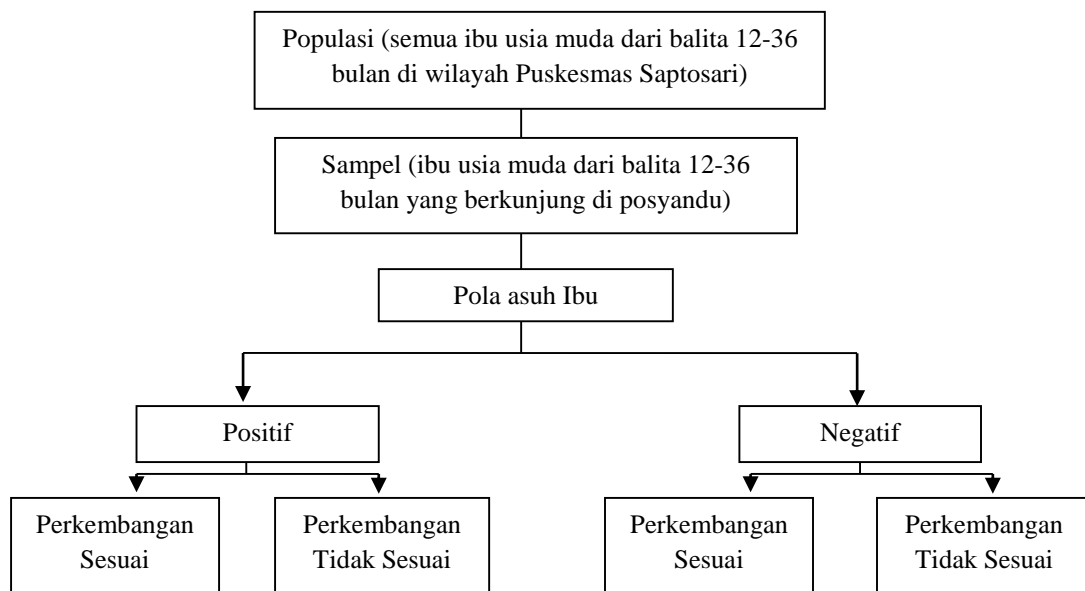 Populasi (semua ibu usia muda dari balita 12-36
bulan di wilayah Puskesmas Saptosari)
Sampel (ibu usia muda dari balita 12-36
bulan yang berkunjung di posyandu)
Pola asuh Ibu
Positif
Negatif
Perkembangan
Sesuai
Perkembangan
Tidak Sesuai
Perkembangan
Sesuai
Perkembangan
Tidak Sesuai